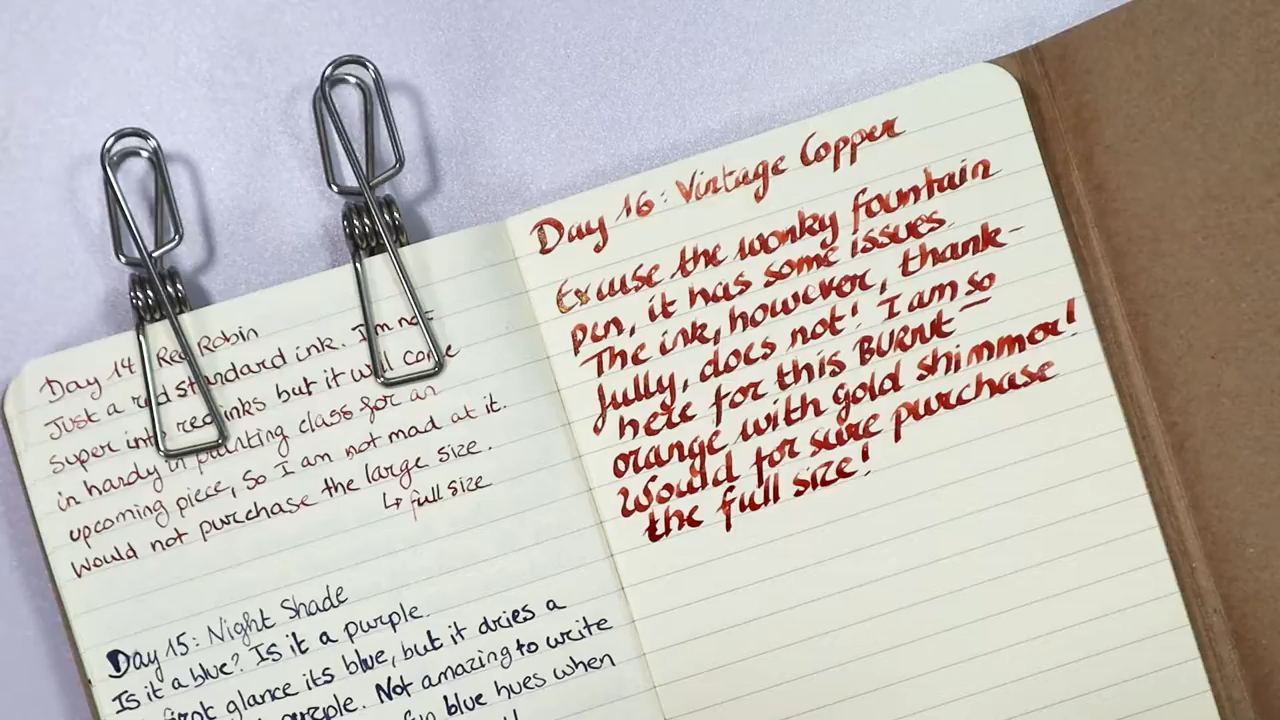 Day 14 Red Robin
Just a red standard ink. I'm not
super into red inks but it will come
in handy in painting class for an
upcoming piece, so I am not mad at it.
Would not purchase the large size.
↳ full size
Day 15: Night Shade
Is it a blue? Is it a purple.
first glance its blue, but it dries a
purple. Not amazing to write
blue hues when
Day 16: Vintage Copper
Excuse the wonky fountain
pen, it has some issues.
The ink, however, thank-
fully, does not! I am so
here for this BURNT
orange with gold shimmer!
Would for sure purchase
the full size!